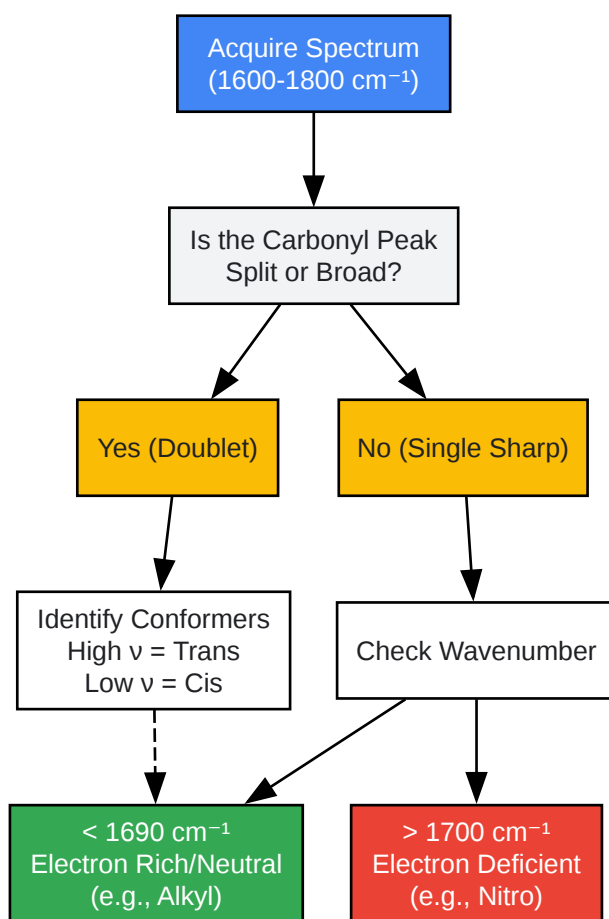 Acquire Spectrum
(1600-1800 cm⁻¹)
Is the Carbonyl Peak
Split or Broad?
Yes (Doublet)
No (Single Sharp)
Identify Conformers
High ν = Trans
Low ν = Cis
Check Wavenumber
< 1690 cm⁻¹
Electron Rich/Neutral
(e.g., Alkyl)
> 1700 cm⁻¹
Electron Deficient
(e.g., Nitro)